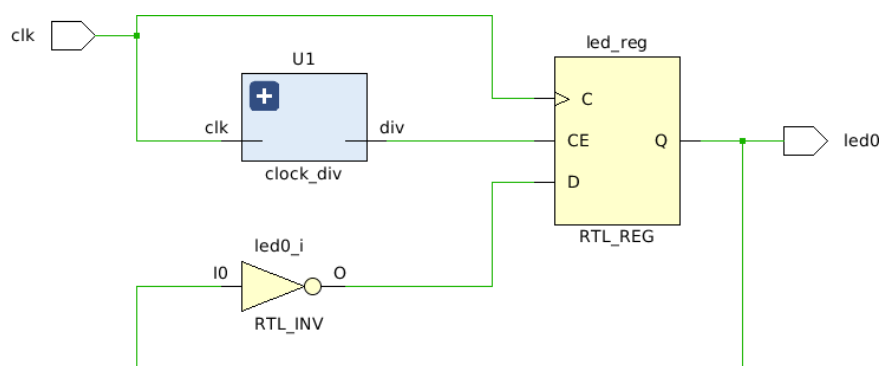 clk
U1
clk
div
clock_div
led_reg
C
CE
D
Q
RTL_REG
led0
led0_i
I0
O
RTL_INV